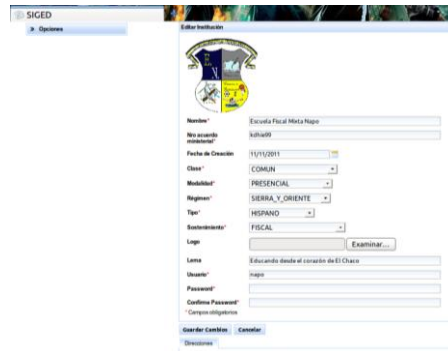 SIGED
Opciones
Editar Institución
Nombre* Escuela Fiscal Mixta Napo
Nro acuerdo ministerial* kdhia99
Fecha de Creación 11/11/2011
Clase* COMUN
Modalidad* PRESENCIAL
Régimen* SIERRA_Y_ORIENTE
Tipo* HISPANO
Sostenimiento* FISCAL
Logo Examinar...
Lema Educando desde el corazón de El Chaco
Usuario* napo
Password*
Confirme Password*
* Campos obligatorios
Guardar Cambios Cancelar
Direcciones